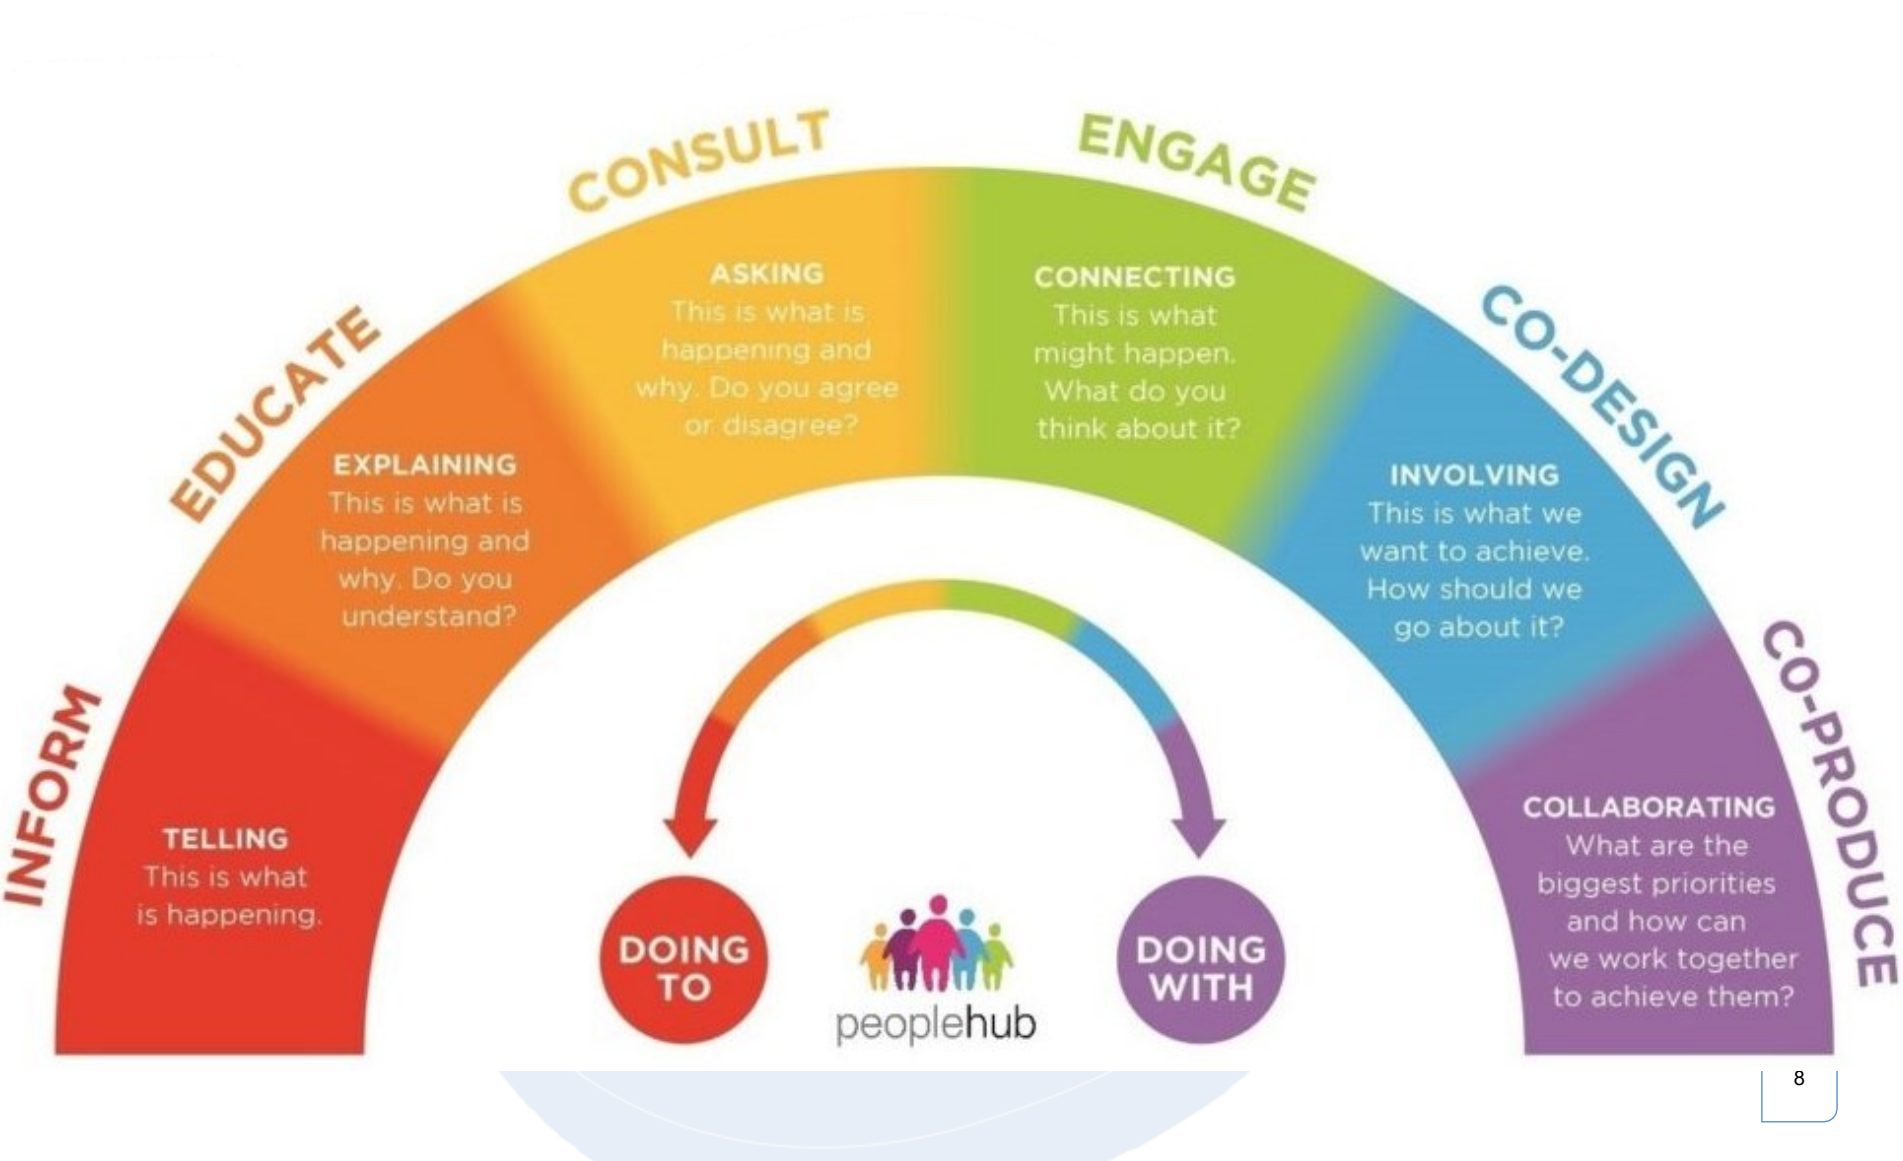 INFORM
TELLING
This is what
is happening.
EDUCATE
EXPLAINING
This is what is
happening and
why. Do you
understand?
CONSULT
ASKING
This is what is
happening and
why. Do you agree
or disagree?
ENGAGE
CONNECTING
This is what
might happen.
What do you
think about it?
CO-DESIGN
INVOLVING
This is what we
want to achieve.
How should we
go about it?
CO-PRODUCE
COLLABORATING
What are the
biggest priorities
and how can
we work together
to achieve them?
DOING
TO
peoplehub
DOING
WITH
8